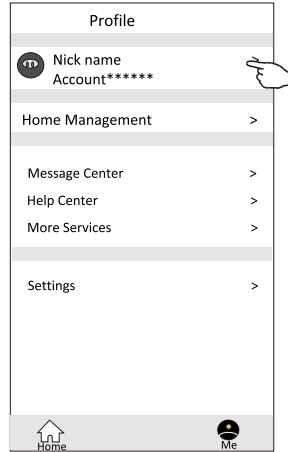 Profile
Nick name
Account******
Home Management >
Message Center >
Help Center >
More Services >
Settings >
Home
Me